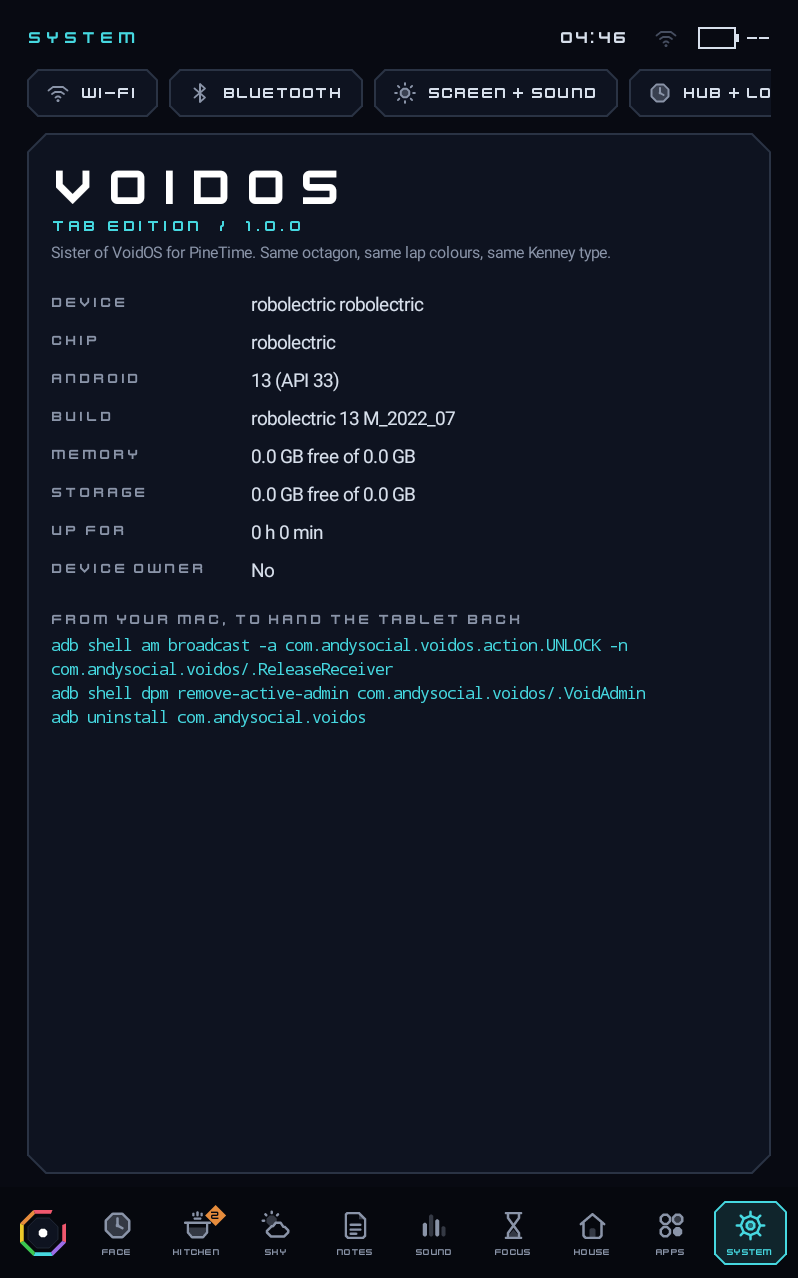 SYSTEM
04:46
--
WI-FI
BLUETOOTH
SCREEN + SOUND
HUB + LO
VOIDOS
TAB EDITION / 1.0.0
Sister of VoidOS for PineTime. Same octagon, same lap colours, same Kenney type.
DEVICE robolectric robolectric
CHIP robolectric
ANDROID 13 (API 33)
BUILD robolectric 13 M_2022_07
MEMORY 0.0 GB free of 0.0 GB
STORAGE 0.0 GB free of 0.0 GB
UP FOR 0 h 0 min
DEVICE OWNER No
FROM YOUR MAC, TO HAND THE TABLET BACK
adb shell am broadcast -a com.andysocial.voidos.action.UNLOCK -n
com.andysocial.voidos/.ReleaseReceiver
adb shell dpm remove-active-admin com.andysocial.voidos/.VoidAdmin
adb uninstall com.andysocial.voidos
2
FACE
KITCHEN
SKY
NOTES
SOUND
FOCUS
HOUSE
APPS
SYSTEM